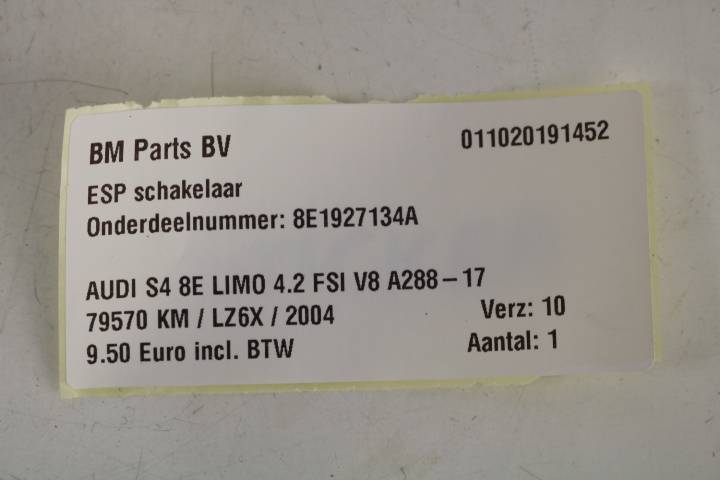 BM Parts BV 011020191452
ESP schakelaar
Onderdeelnummer: 8E1927134A
AUDI S4 8E LIMO 4.2 FSI V8 A288-17
79570 KM / LZ6X / 2004 Verz: 10
9.50 Euro incl. BTW Aantal: 1